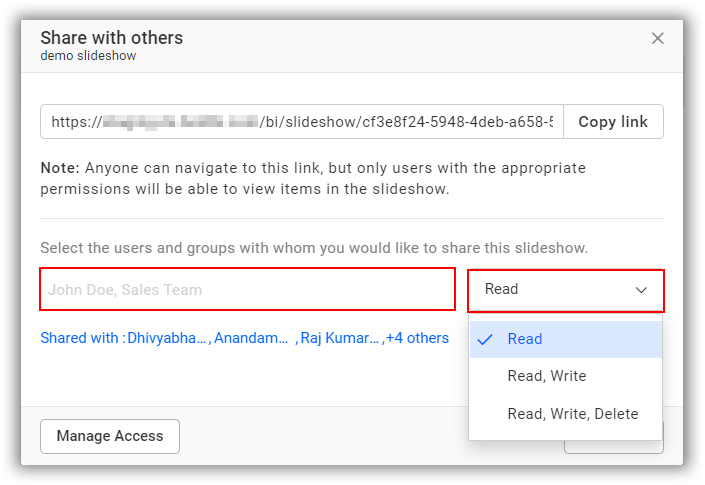 Share with others
demo slideshow
https:// /bi/slideshow/cf3e8f24-5948-4deb-a658-5
Copy link
Note: Anyone can navigate to this link, but only users with the appropriate
permissions will be able to view items in the slideshow.
Select the users and groups with whom you would like to share this slideshow.
John Doe, Sales Team
Read
Shared with :Dhivyabha... ,Anandam... ,Raj Kumar... ,+4 others
Read
Read, Write
Read, Write, Delete
Manage Access